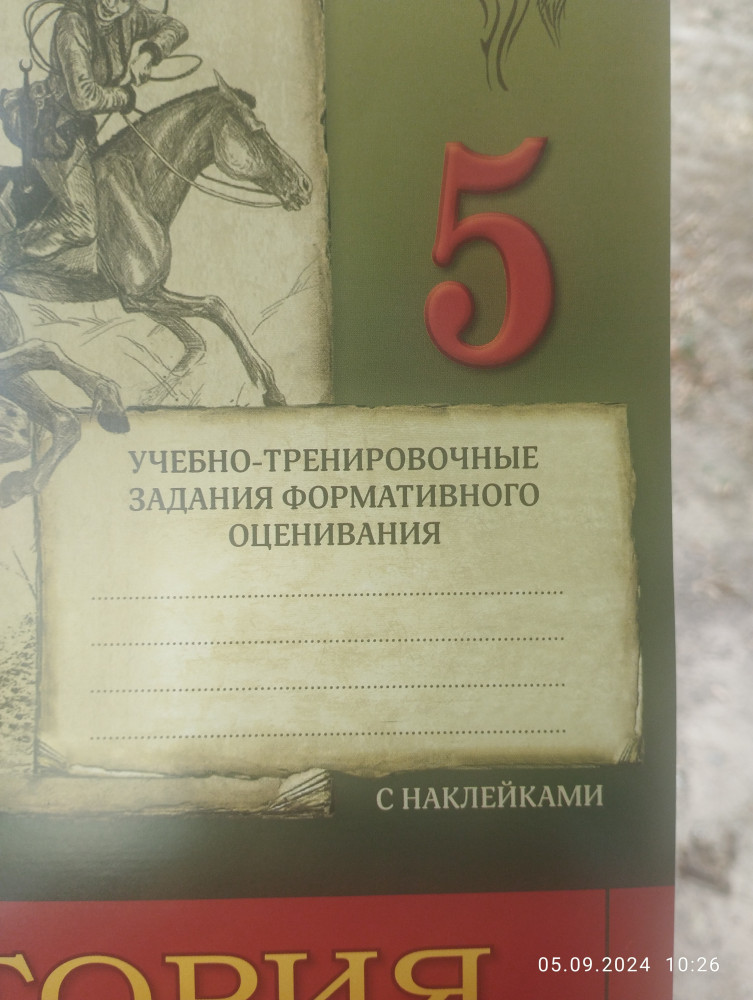 5
УЧЕБНО-ТРЕНИРОВОЧНЫЕ
ЗАДАНИЯ ФОРМАТИВНОГО
ОЦЕНИВАНИЯ
С НАКЛЕЙКАМИ
05.09.2024 10:26